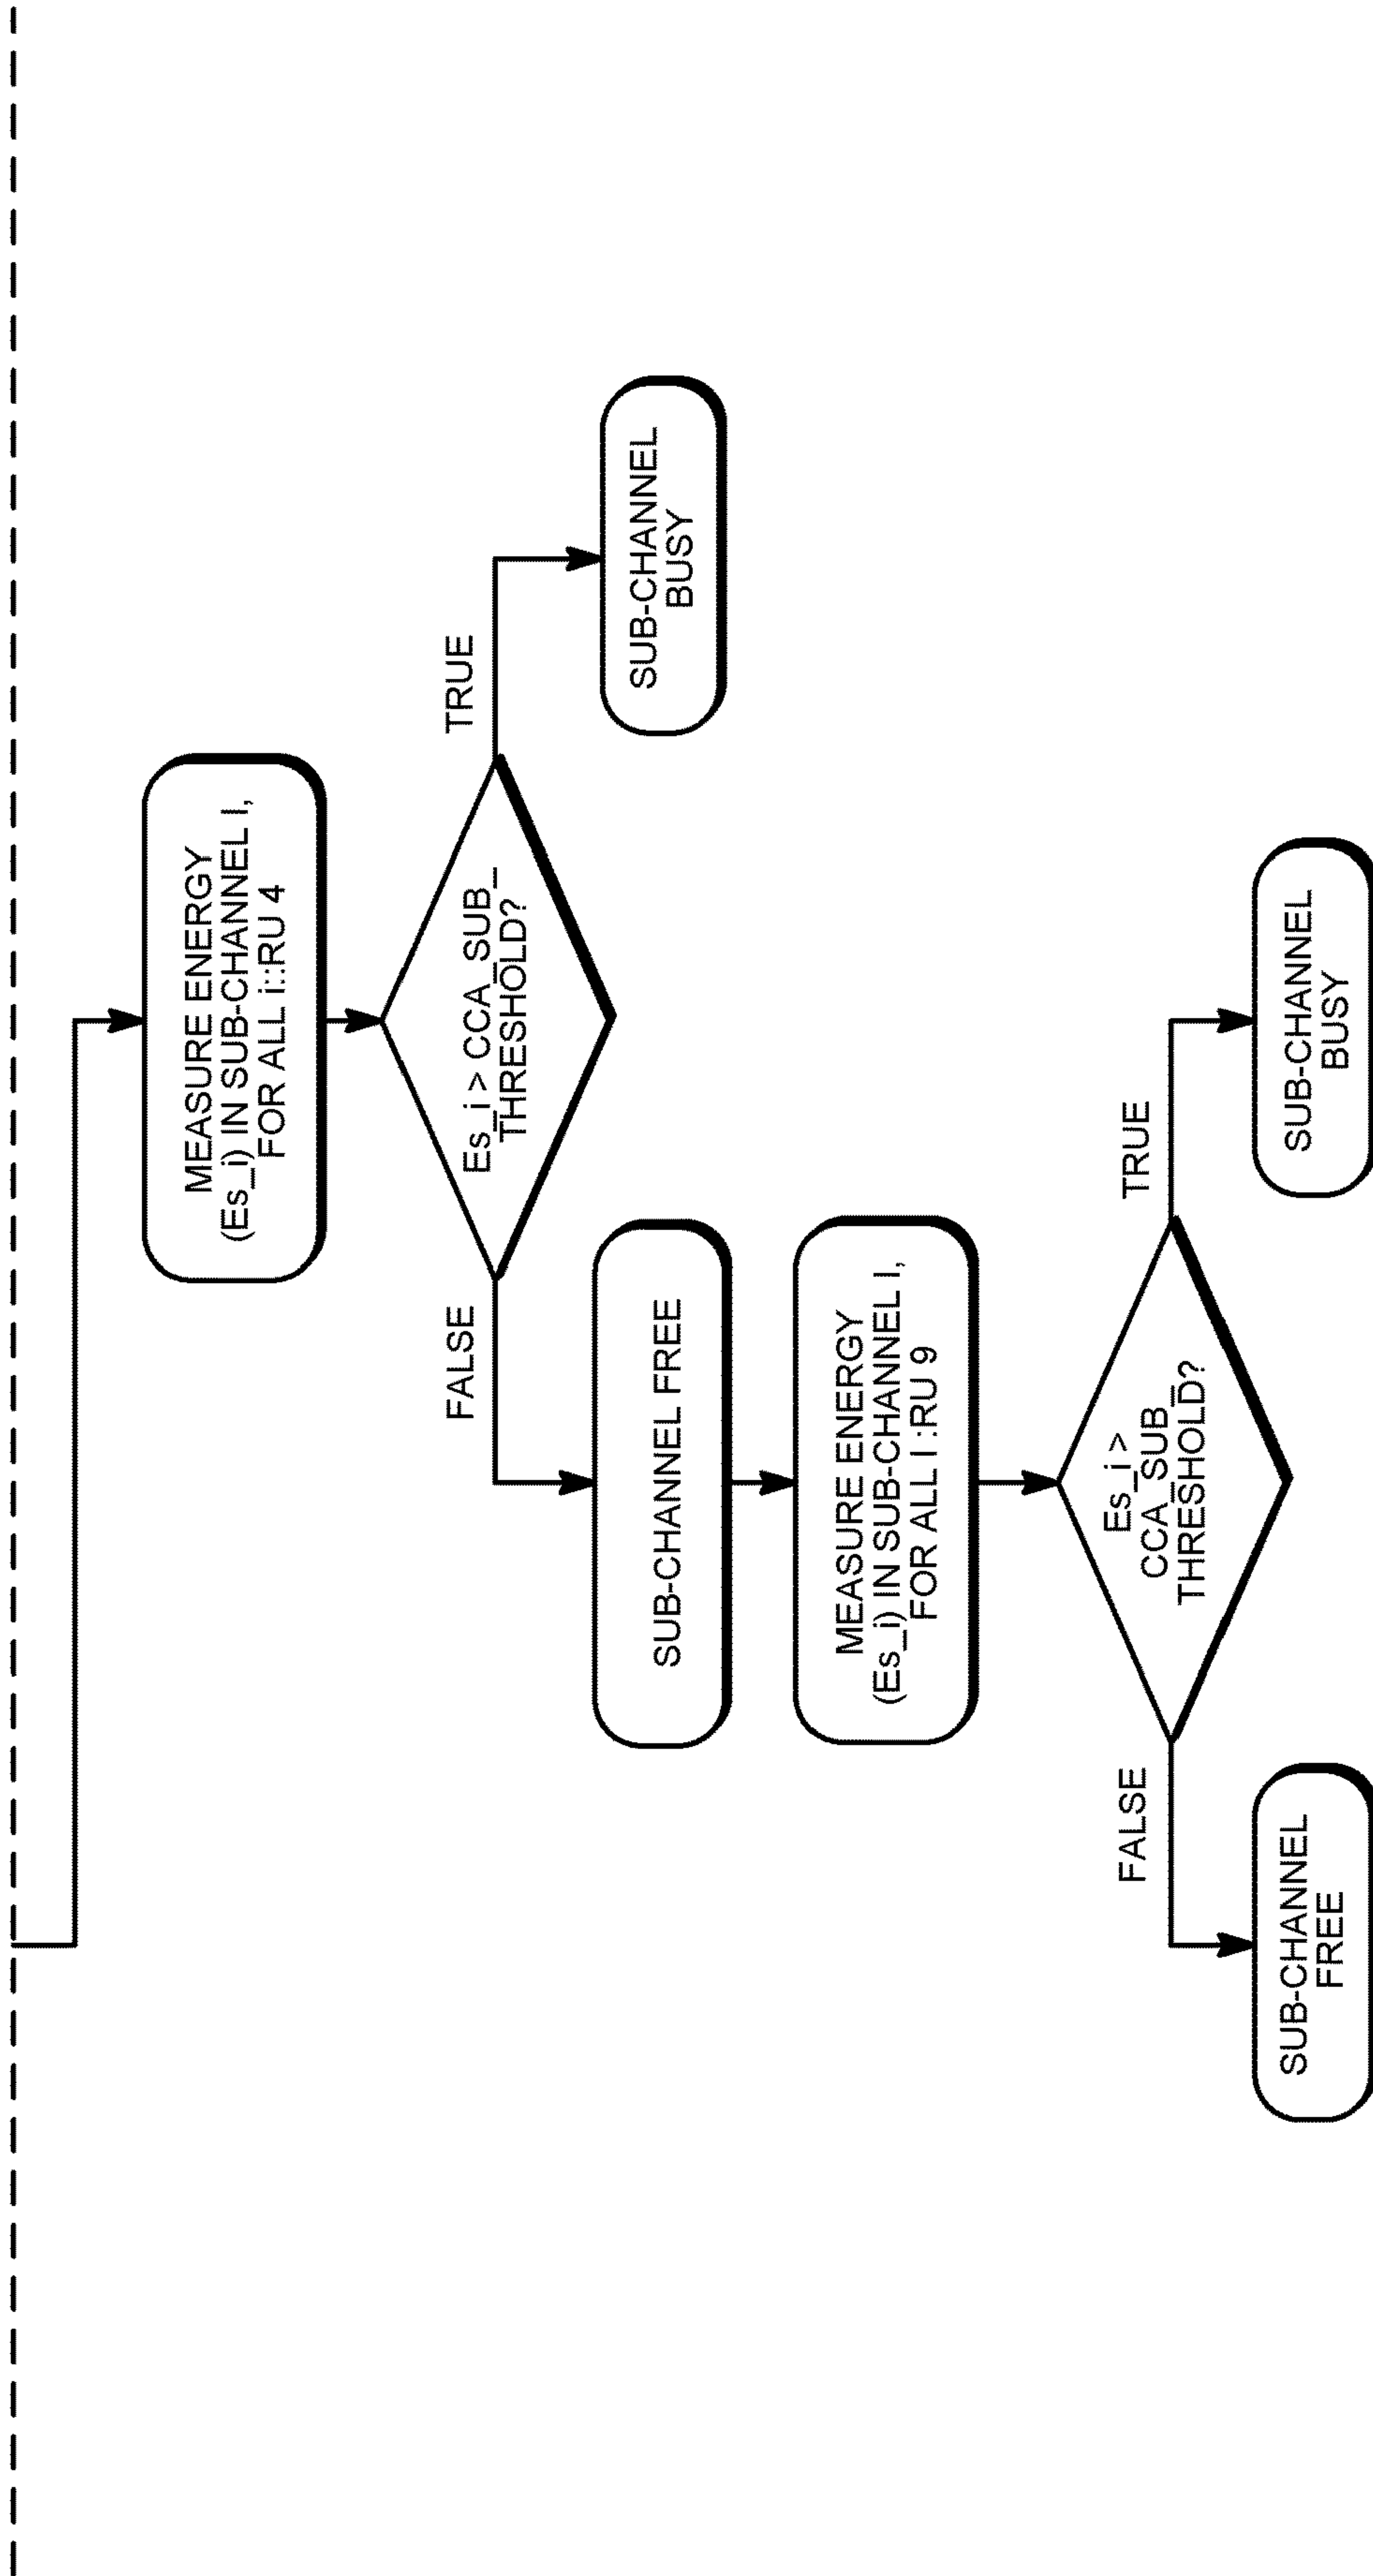 MEASURE ENERGY
(Es_i) IN SUB-CHANNEL I,
FOR ALL i::RU 4
Es_i > CCA_SUB_
THRESHOLD?
FALSE
TRUE
SUB-CHANNEL FREE
SUB-CHANNEL
BUSY
MEASURE ENERGY
(Es_i) IN SUB-CHANNEL I,
FOR ALL I :RU 9
Es_i >
CCA_SUB_
THRESHOLD?
FALSE
TRUE
SUB-CHANNEL
FREE
SUB-CHANNEL
BUSY